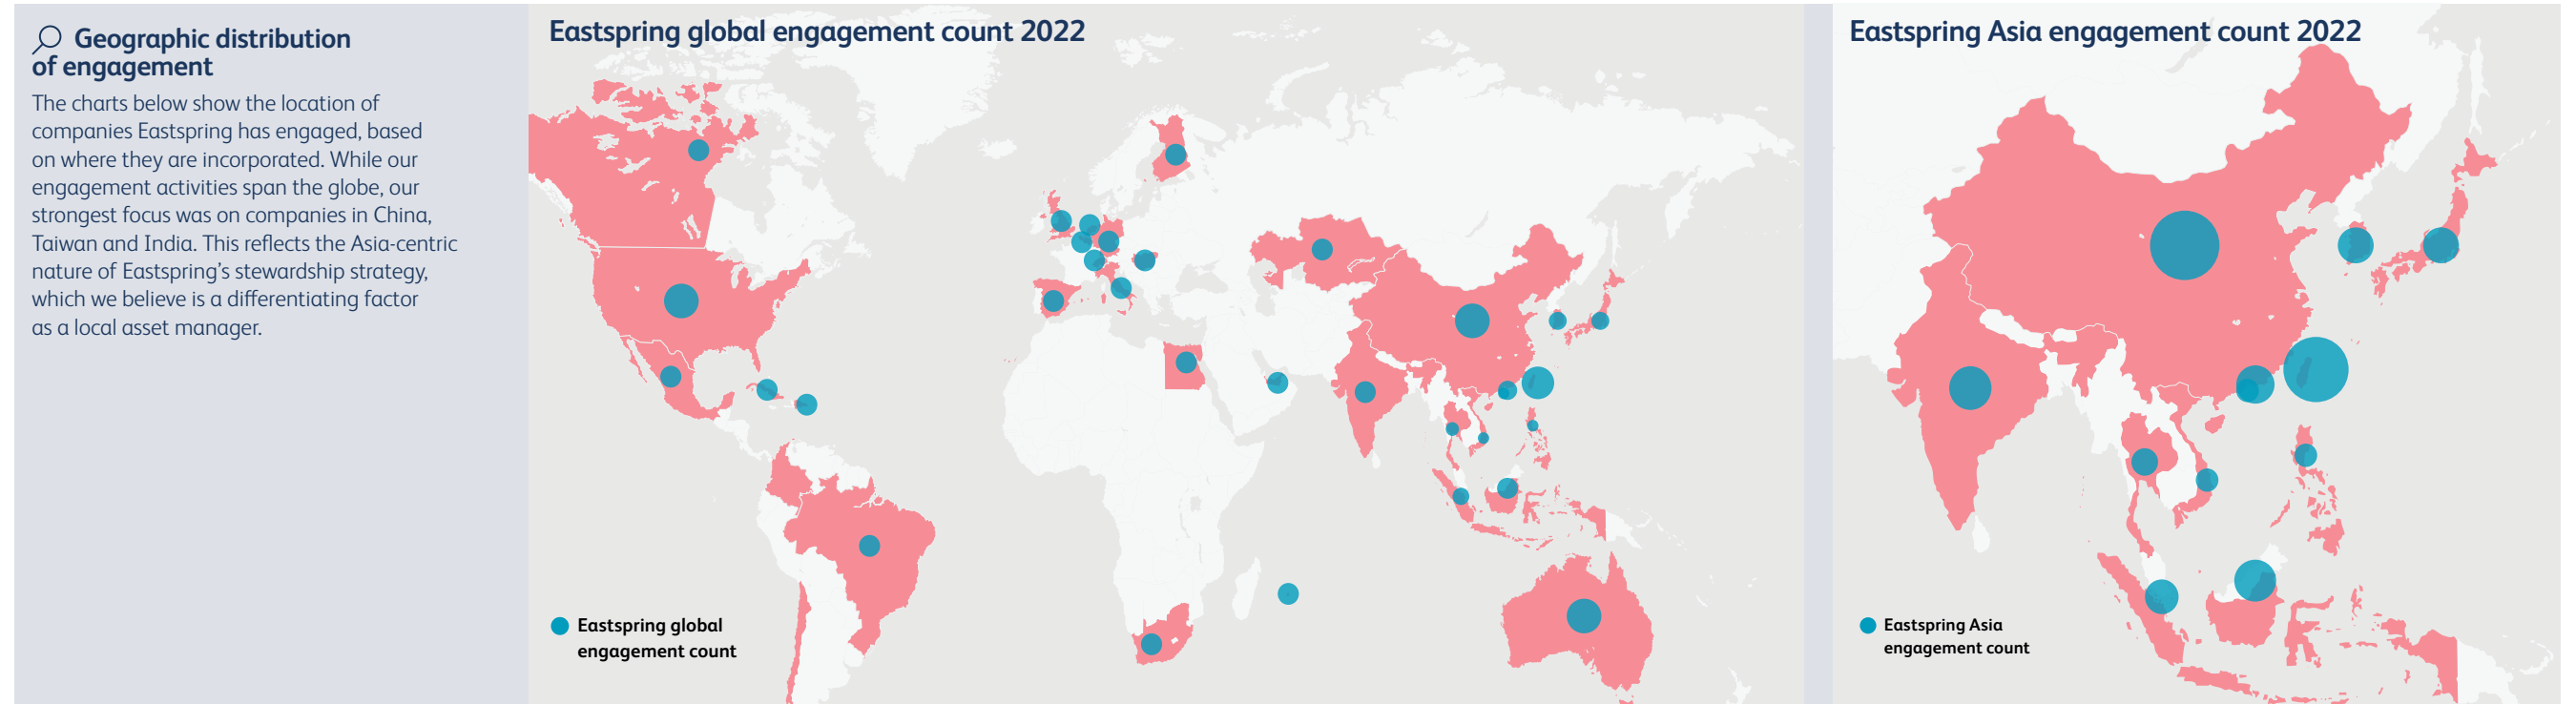 Geographic distribution
of engagement
The charts below show the location of
companies Eastspring has engaged, based
on where they are incorporated. While our
engagement activities span the globe, our
strongest focus was on companies in China,
Taiwan and India. This reflects the Asia-centric
nature of Eastspring’s stewardship strategy,
which we believe is a differentiating factor
as a local asset manager.
Eastspring global engagement count 2022
Eastspring global
engagement count
Eastspring Asia engagement count 2022
Eastspring Asia
engagement count